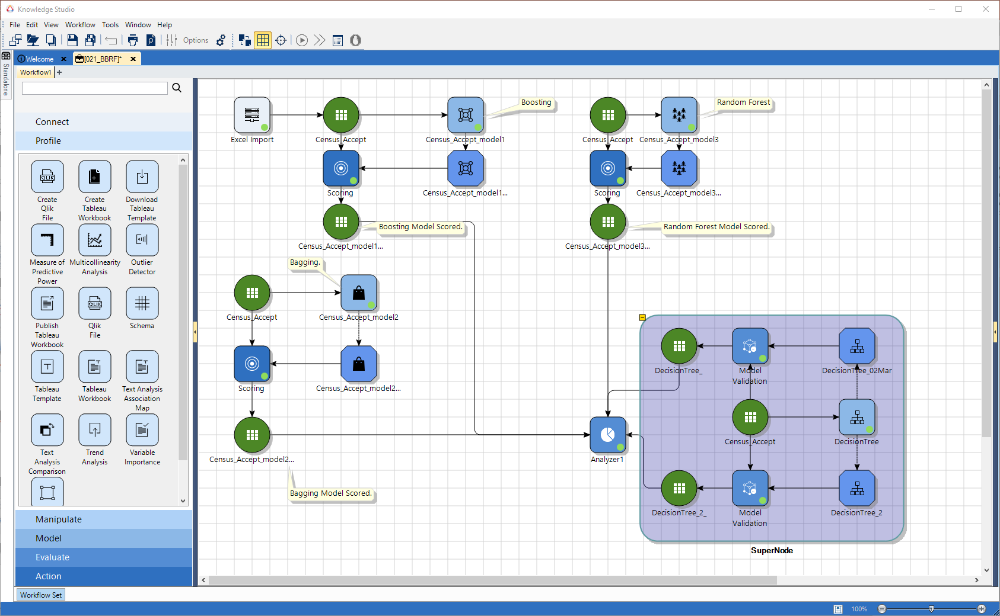 Knowledge Studio
File Edit View Workflow Tools Window Help
Options
Welcome
[021_BBRF]*
Standalone
Workflow1
Connect
Profile
QLIK
Create
Qlik
File
Create
Tableau
Workbook
Download
Tableau
Template
Measure of
Predictive
Power
Multicollinearity
Analysis
Outlier
Detector
Publish
Tableau
Workbook
QLIK
Qlik
File
Schema
Tableau
Template
Tableau
Workbook
Text Analysis
Association
Map
Text
Analysis
Comparison
Trend
Analysis
Variable
Importance
Manipulate
Model
Evaluate
Action
Workflow Set
Excel Import
Census_Accept
Census_Accept_model1
Boosting
Scoring
Census_Accept_model1...
Boosting Model Scored.
Census_Accept_model1...
Census_Accept
Census_Accept_model3
Random Forest
Scoring
Census_Accept_model3...
Random Forest Model Scored.
Census_Accept_model3...
Bagging.
Census_Accept
Census_Accept_model2
Scoring
Census_Accept_model2...
Census_Accept_model2...
Bagging Model Scored.
Analyzer1
DecisionTree_
Model
Validation
DecisionTree_02Mar
Census_Accept
DecisionTree
DecisionTree_2_
Model
Validation
DecisionTree_2
SuperNode
100%